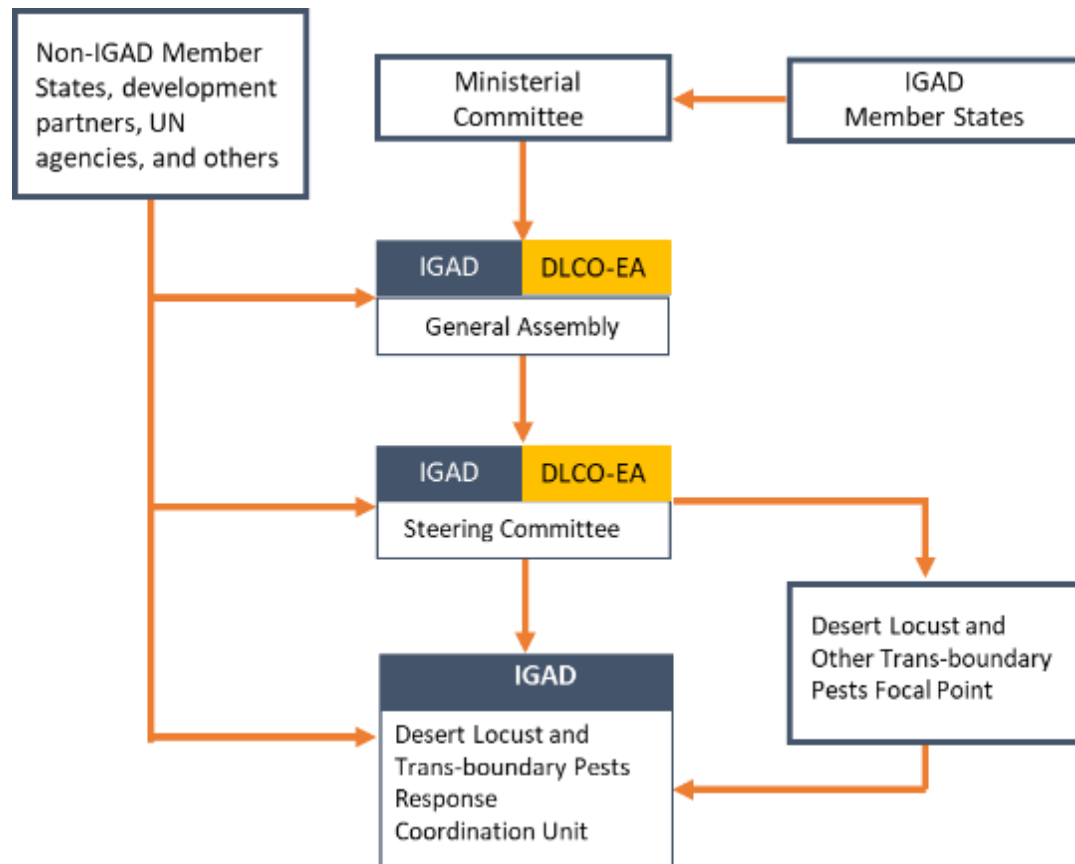 Non-IGAD Member
States, development
partners, UN
agencies, and others
Ministerial
Committee
IGAD
Member States
IGAD DLCO-EA
General Assembly
IGAD DLCO-EA
Steering Committee
IGAD
Desert Locust and
Trans-boundary Pests
Response
Coordination Unit
Desert Locust and
Other Trans-boundary
Pests Focal Point